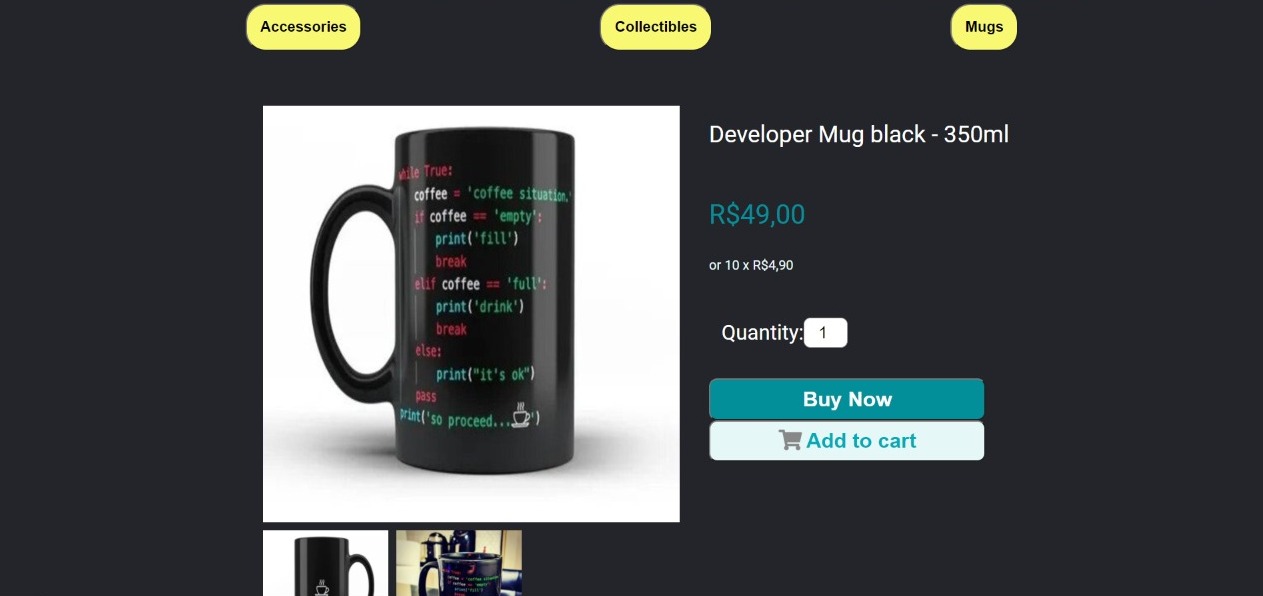 Accessories
Collectibles
Mugs
Developer Mug black - 350ml
R$49,00
or 10 x R$4,90
Quantity: 1
Buy Now
Add to cart
while True:
coffee = 'coffee situation.'
if coffee == 'empty':
print('fill')
break
elif coffee == 'full':
print('drink')
break
else:
print("it's ok")
pass
print('so proceed... ')